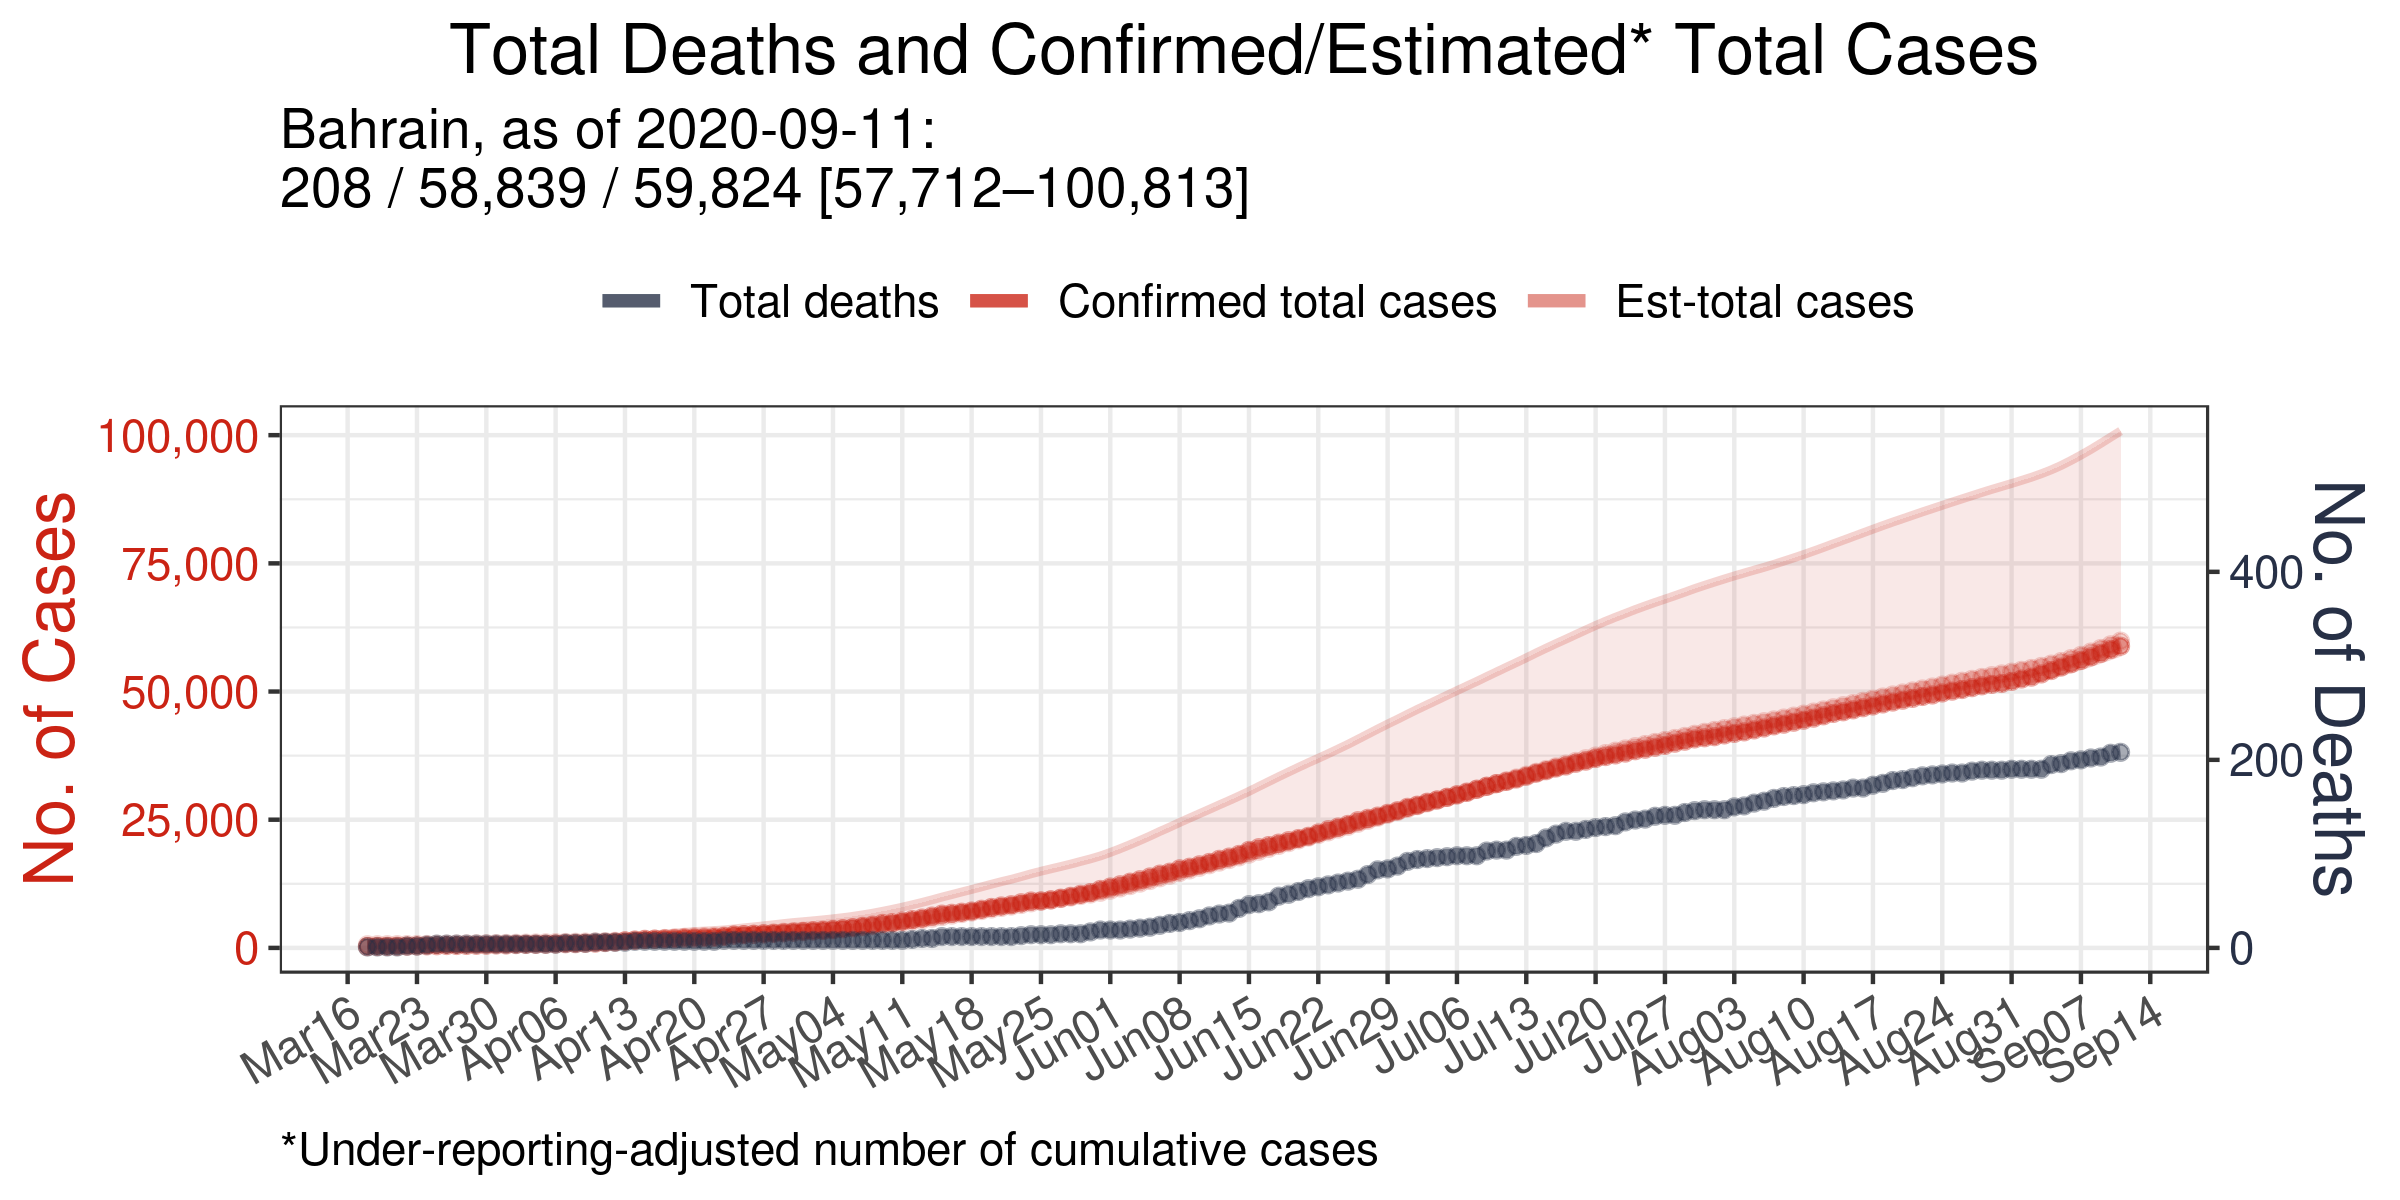 Total Deaths and Confirmed/Estimated* Total Cases
Bahrain, as of 2020-09-11:
208 / 58,839 / 59,824 [57,712–100,813]
Total deaths
Confirmed total cases
Est-total cases
No. of Cases
100,000
75,000
50,000
25,000
0
400
200
0
No. of Deaths
Mar16
Mar23
Mar30
Apr06
Apr13
Apr20
Apr27
May04
May11
May18
May25
Jun01
Jun08
Jun15
Jun22
Jun29
Jul06
Jul13
Jul20
Jul27
Aug03
Aug10
Aug17
Aug24
Aug31
Sep07
Sep14
*Under-reporting-adjusted number of cumulative cases